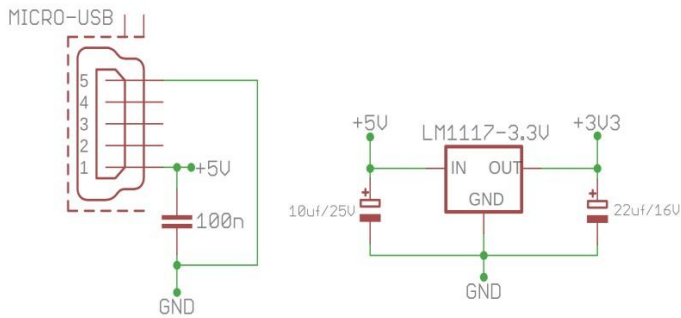 MICRO-USB
5
4
3
2
1
+5V
100n
GND
+5V
LM1117-3.3V
+3V3
IN OUT
GND
+
10uf/25V
+
22uf/16V
GND